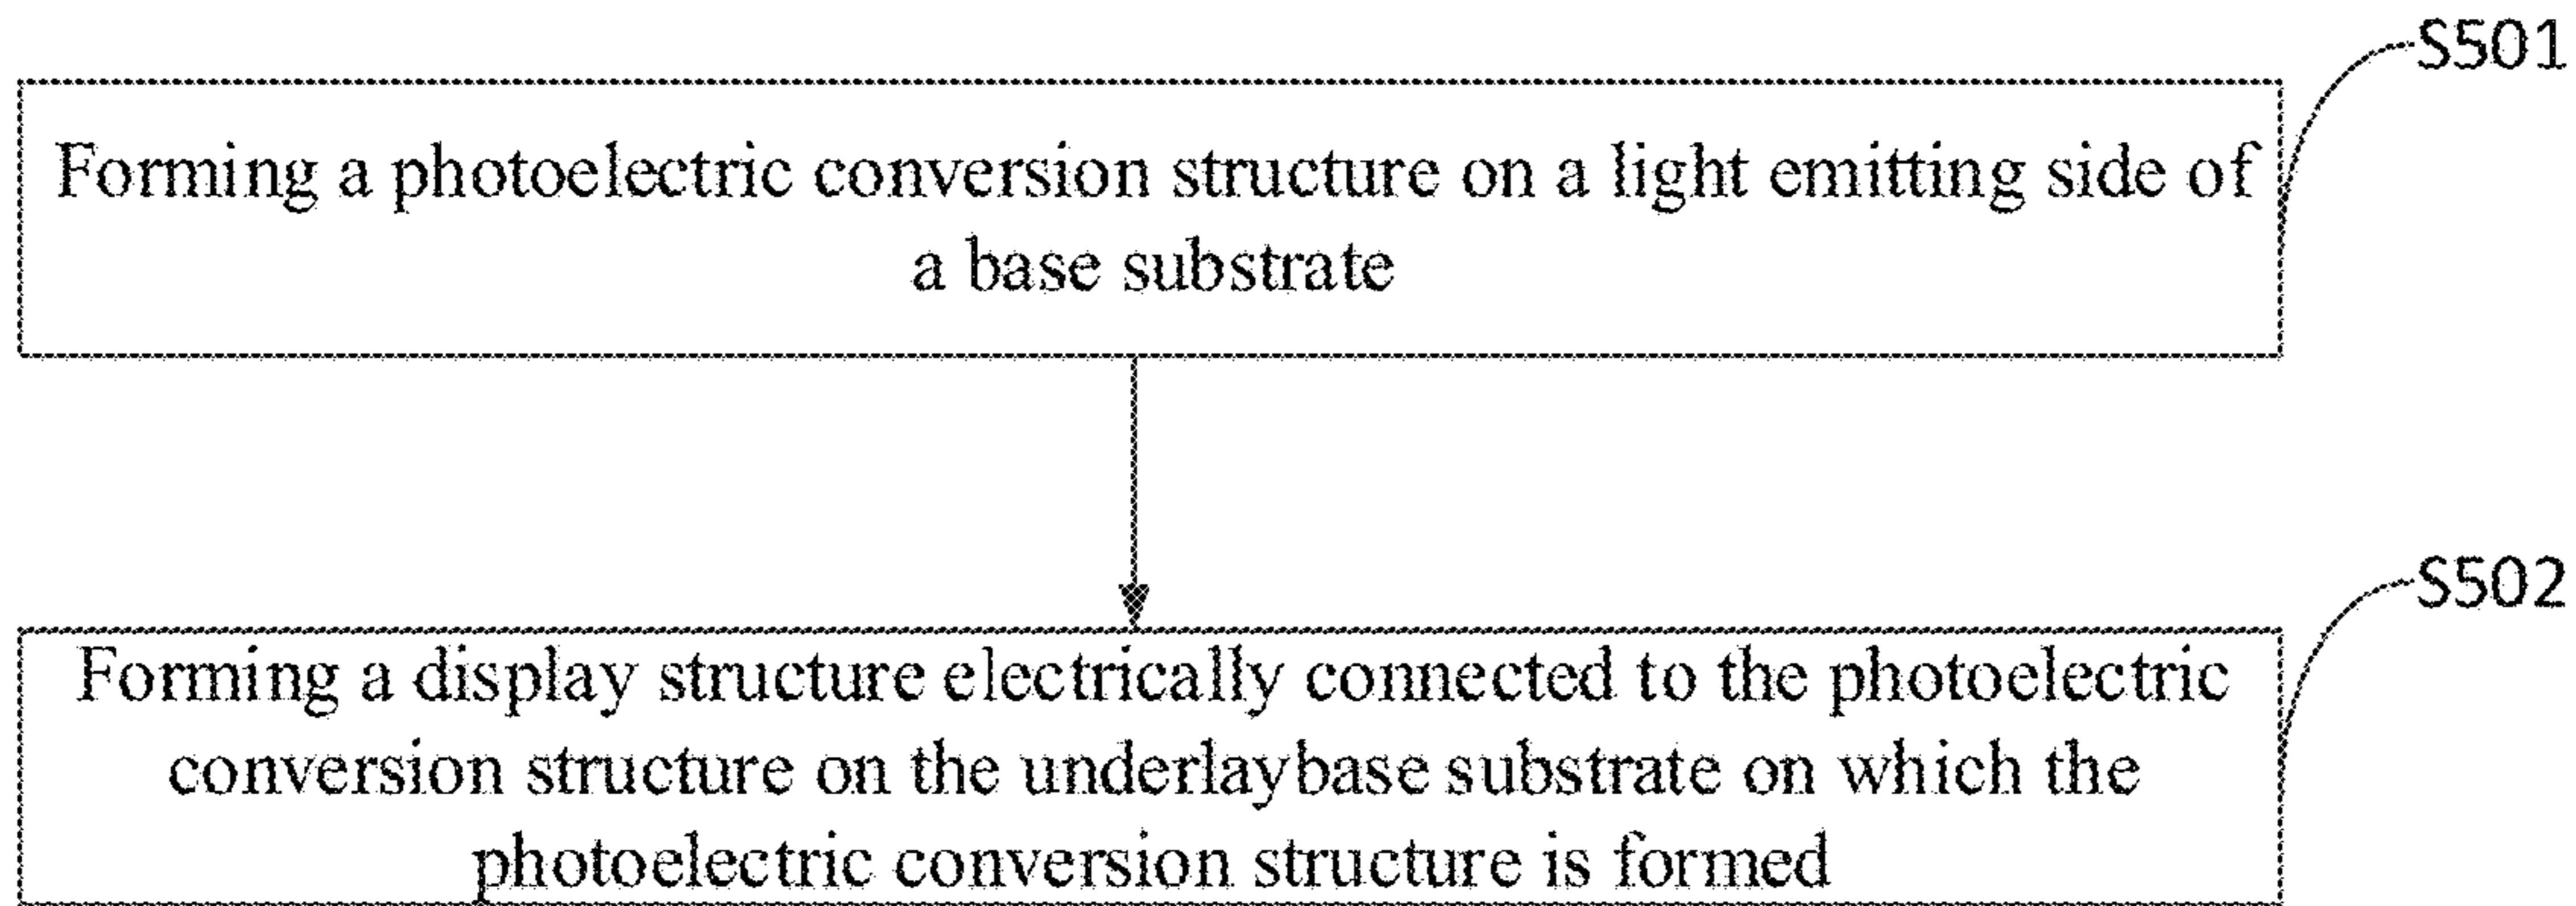 S501
Forming a photoelectric conversion structure on a light emitting side of
a base substrate
S502
Forming a display structure electrically connected to the photoelectric
conversion structure on the underlaybase substrate on which the
photoelectric conversion structure is formed